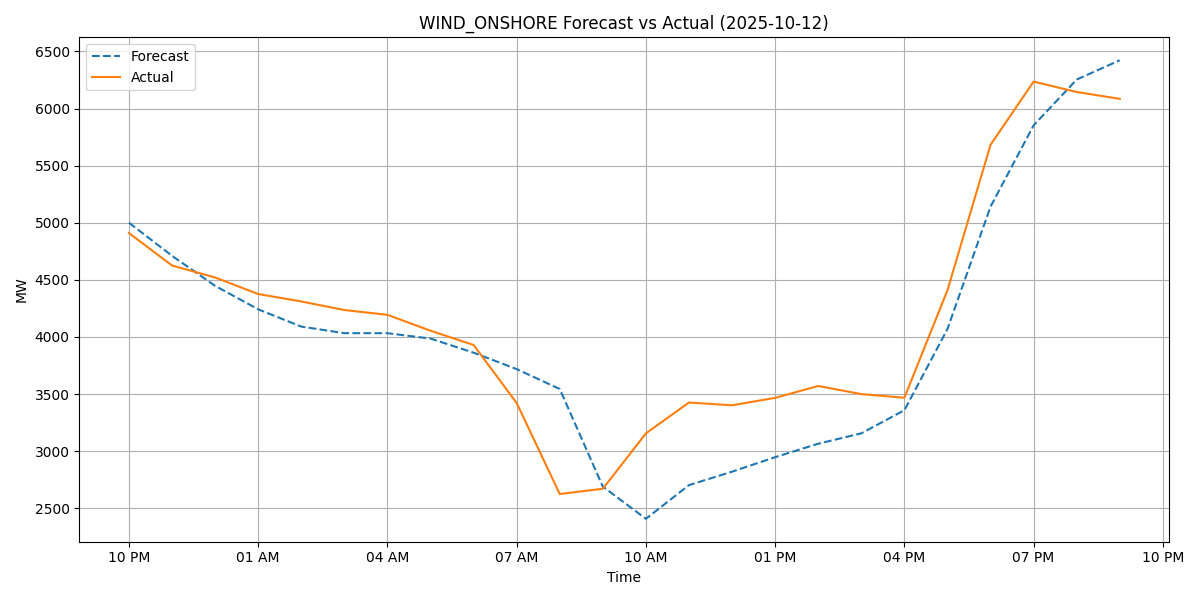 WIND_ONSHORE Forecast vs Actual (2025-10-12)
Forecast
Actual
6500
6000
5500
5000
4500
4000
3500
3000
2500
MW
10 PM 01 AM 04 AM 07 AM 10 AM 01 PM 04 PM 07 PM 10 PM
Time